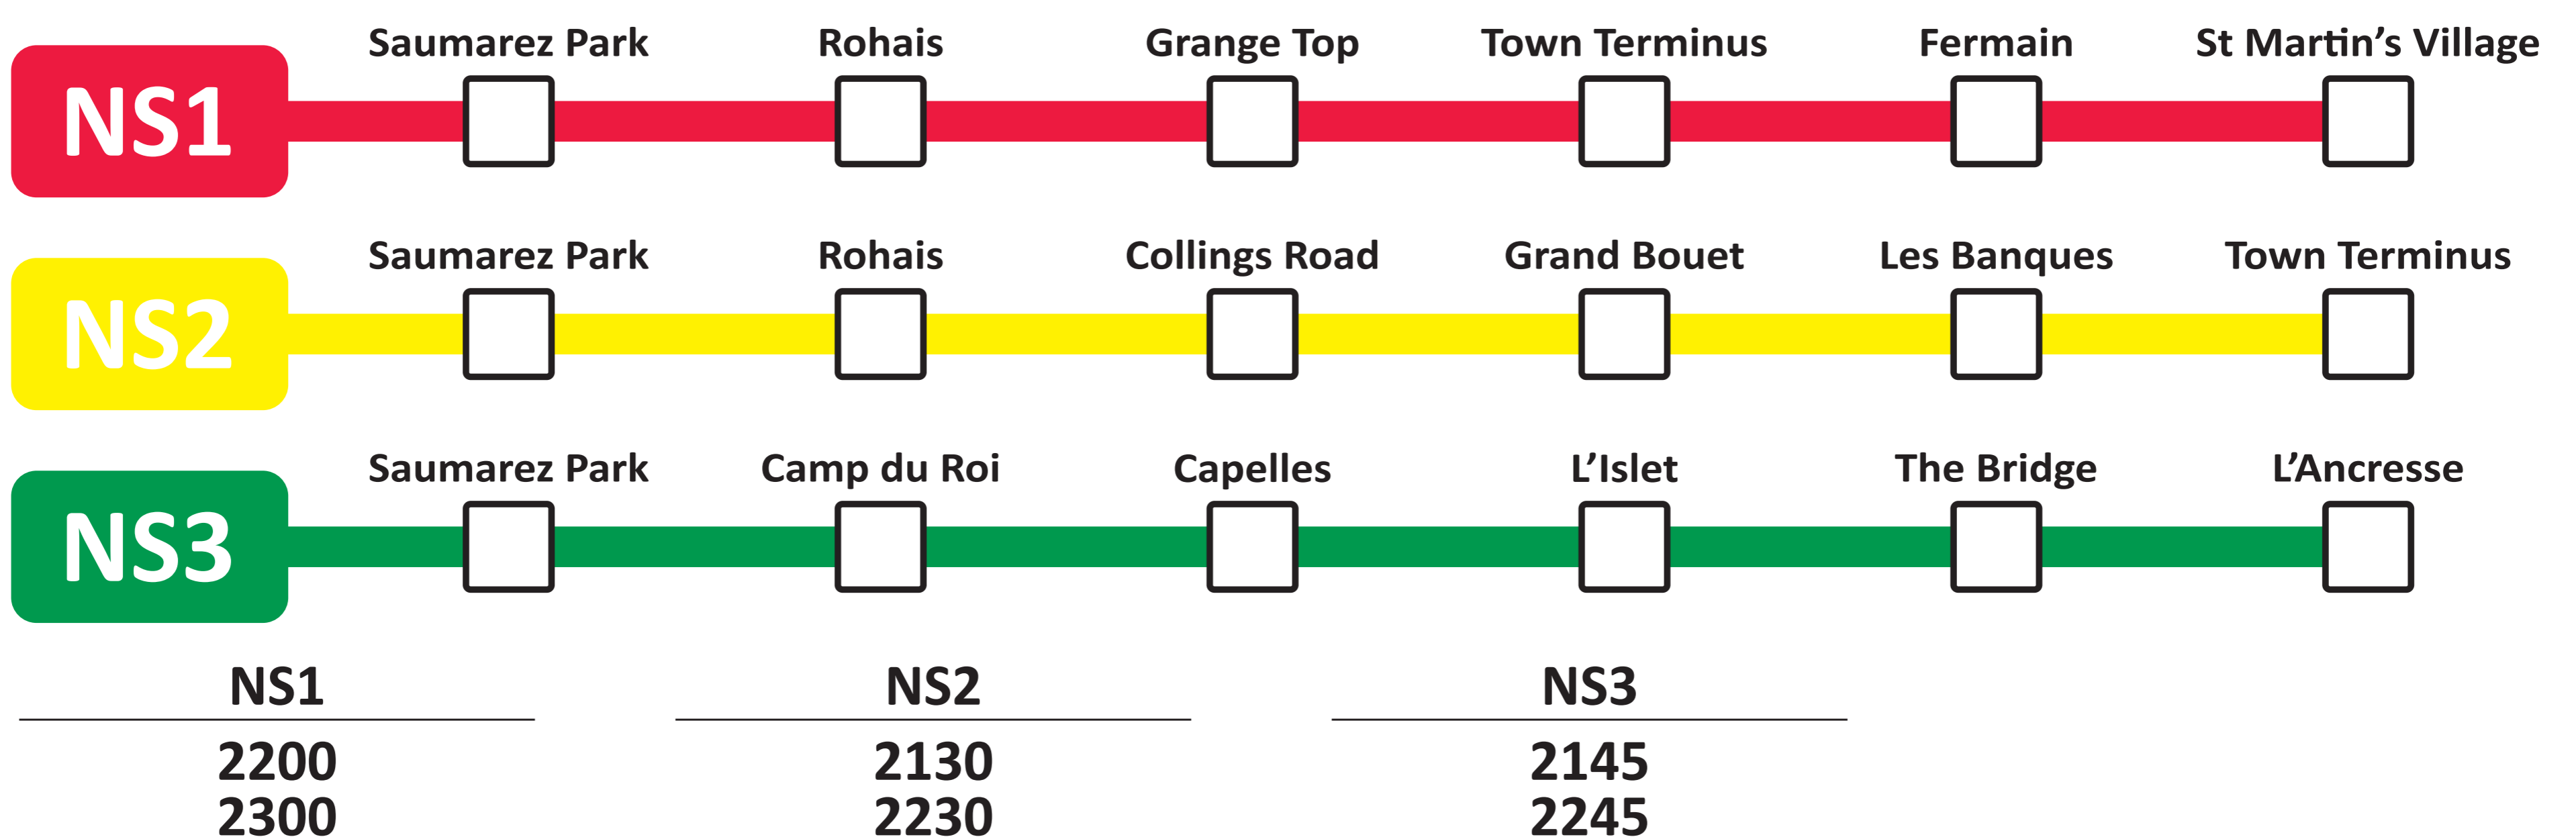 Saumarez Park Rohais Grange Top Town Terminus Fermain St Martin’s Village
NS1
Saumarez Park Rohais Collings Road Grand Bouet Les Banques Town Terminus
NS2
Saumarez Park Camp du Roi Capelles L’Islet The Bridge L’Ancresse
NS3
NS1 NS2 NS3
2200 2130 2145
2300 2230 2245